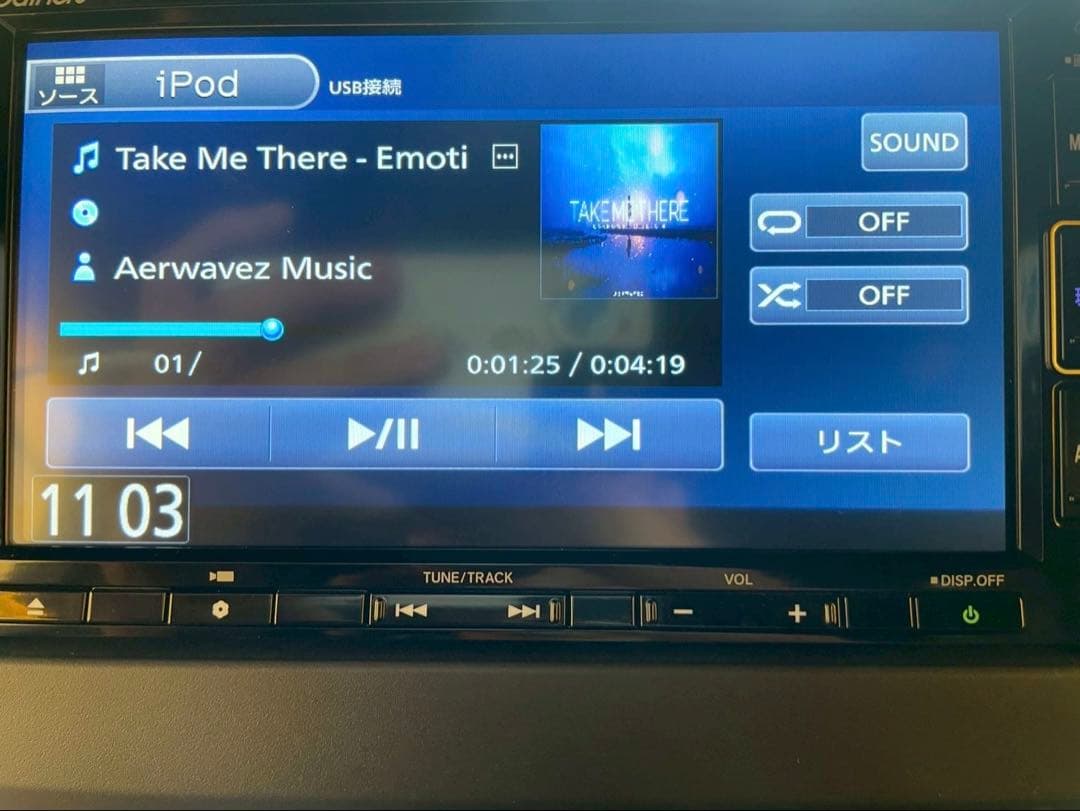 ソース
iPod
USB接続
Take Me There - Emoti
SOUND
TAKE ME THERE
OFF
Aerwavez Music
OFF
01/
0:01:25 / 0:04:19
リスト
11 03
TUNE/TRACK
VOL
DISP.OFF